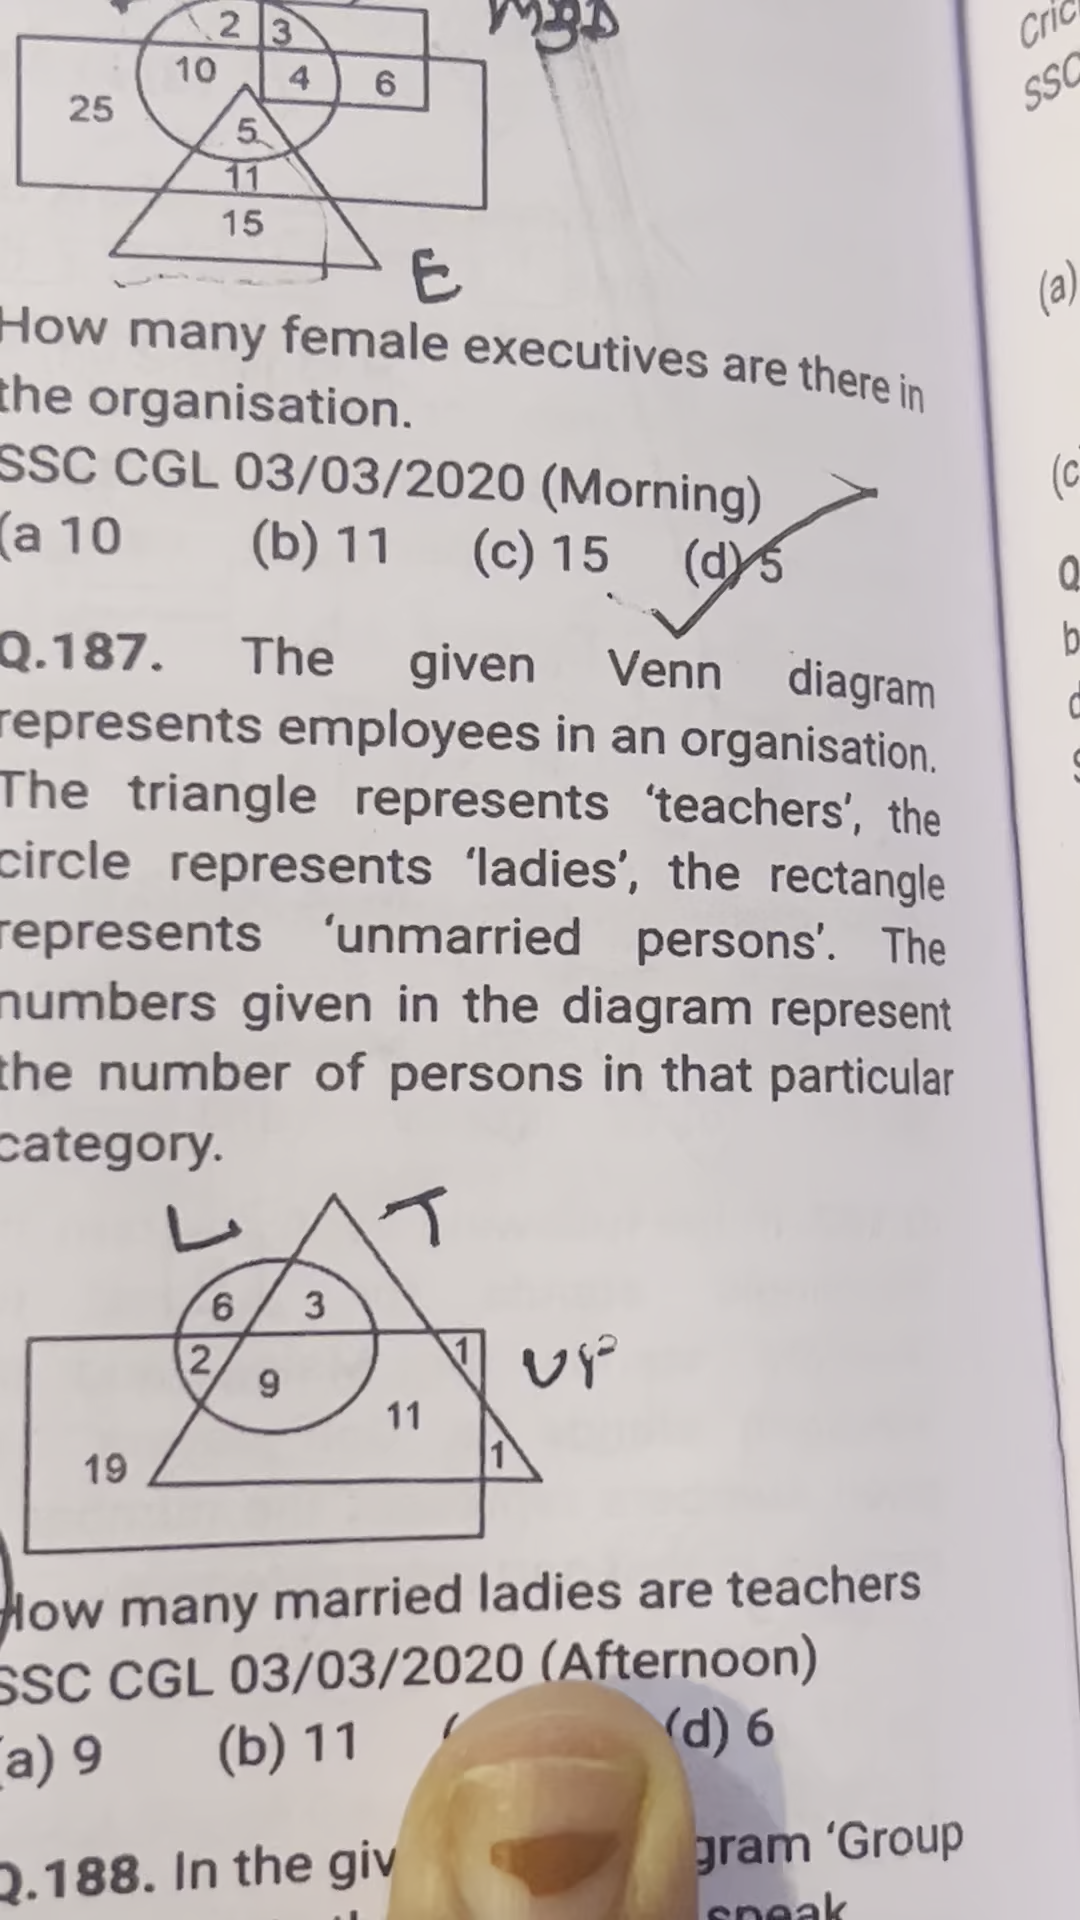 2 3
10 4 6
25
5
11
15
E
How many female executives are there in
the organisation.
SSC CGL 03/03/2020 (Morning)
(a 10 (b) 11 (c) 15 (d) 5
Q.187. The given Venn diagram
represents employees in an organisation.
The triangle represents ‘teachers’, the
circle represents ‘ladies’, the rectangle
represents ‘unmarried persons’. The
numbers given in the diagram represent
the number of persons in that particular
category.
L T
6 3
2 9 1
11
19 1
How many married ladies are teachers
SSC CGL 03/03/2020 (Afternoon)
(a) 9 (b) 11 (d) 6
Q.188. In the giv gram ‘Group
speak
Cric
SSC
(a)
(c
Q
b